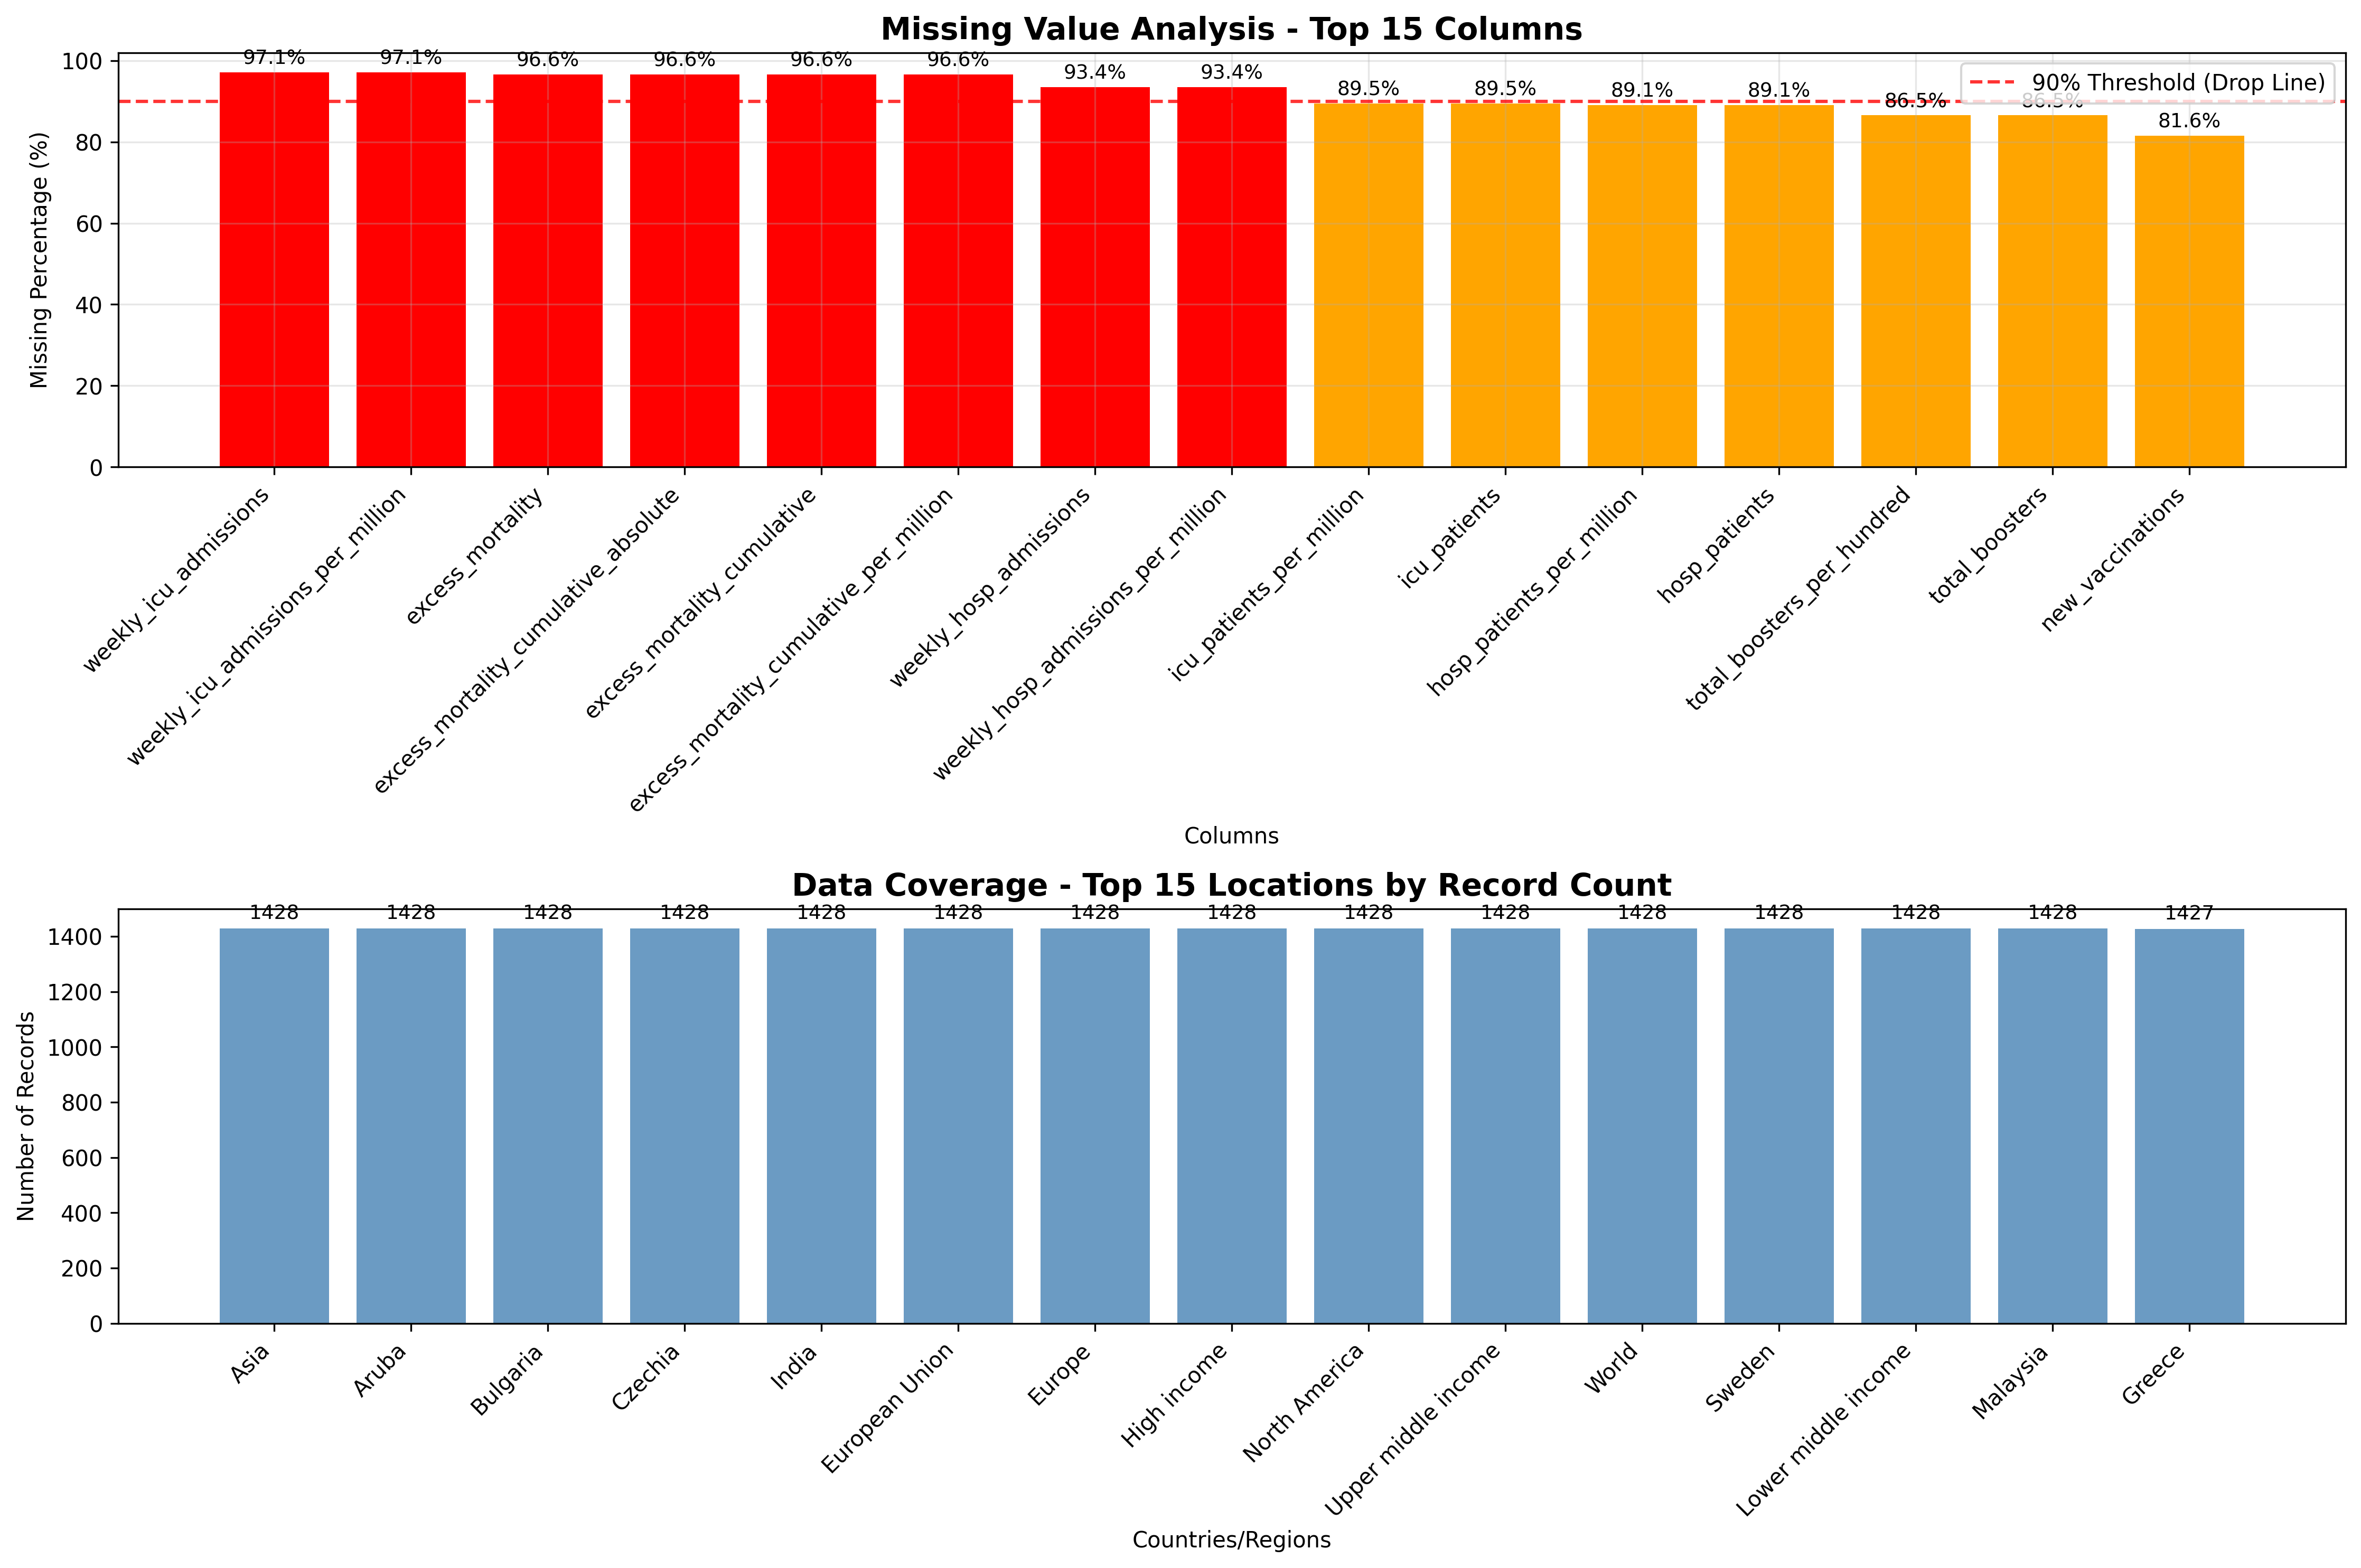 Missing Value Analysis - Top 15 Columns
Missing Percentage (%)
100
80
60
40
20
0
97.1%
97.1%
96.6%
96.6%
96.6%
96.6%
93.4%
93.4%
89.5%
89.5%
89.1%
89.1%
86.5%
86.5%
81.6%
90% Threshold (Drop Line)
weekly_icu_admissions
weekly_icu_admissions_per_million
excess_mortality
excess_mortality_cumulative_absolute
excess_mortality_cumulative
excess_mortality_cumulative_per_million
weekly_hosp_admissions
weekly_hosp_admissions_per_million
icu_patients_per_million
icu_patients
hosp_patients_per_million
hosp_patients
total_boosters_per_hundred
total_boosters
new_vaccinations
Columns
Data Coverage - Top 15 Locations by Record Count
Number of Records
1400
1200
1000
800
600
400
200
0
1428
1428
1428
1428
1428
1428
1428
1428
1428
1428
1428
1428
1428
1428
1427
Asia
Aruba
Bulgaria
Czechia
India
European Union
Europe
High income
North America
Upper middle income
World
Sweden
Lower middle income
Malaysia
Greece
Countries/Regions